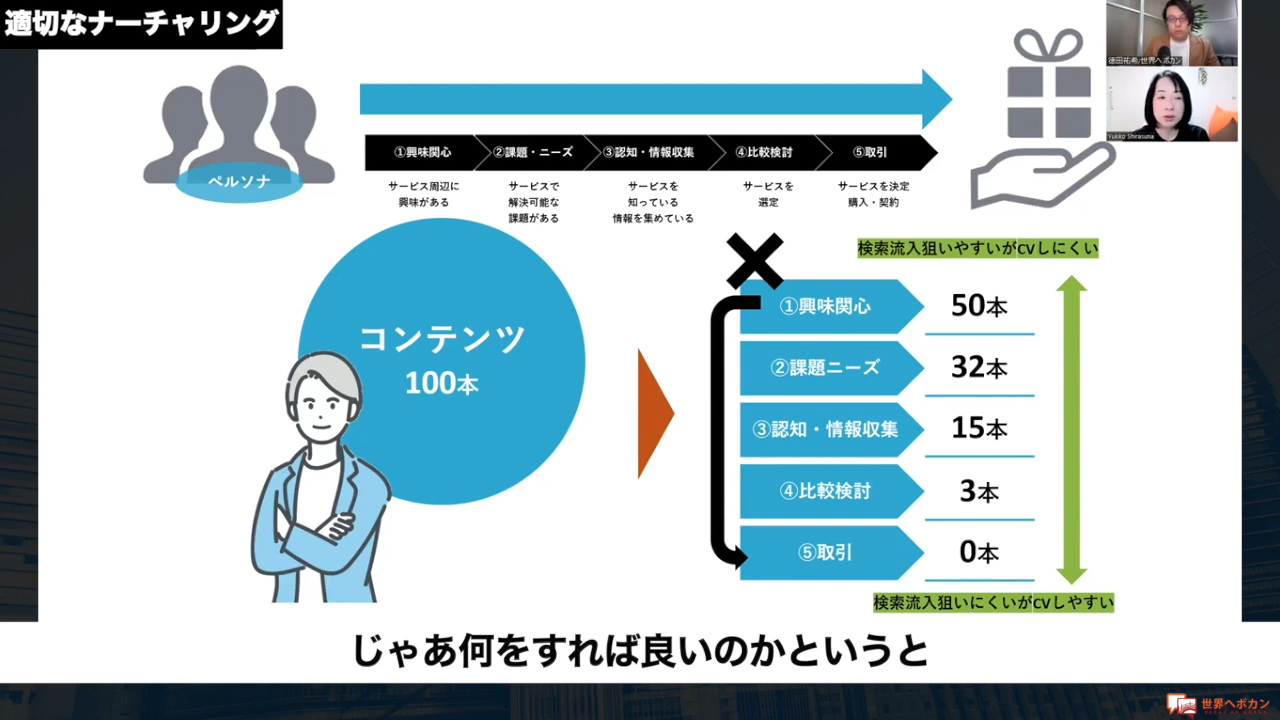 適切なナーチャリング
徳田祐希/世界へボカン
Yukko Shirasuna
ペルソナ
①興味関心
②課題・ニーズ
③認知・情報収集
④比較検討
⑤取引
サービス周辺に
興味がある
サービスで
解決可能な
課題がある
サービスを
知っている
情報を集めている
サービスを
選定
サービスを決定
購入・契約
コンテンツ
100本
検索流入狙いやすいがCVしにくい
①興味関心 50本
②課題ニーズ 32本
③認知・情報収集 15本
④比較検討 3本
⑤取引 0本
検索流入狙いにくいがCVしやすい
じゃあ何をすれば良いのかというと
世界へボカン